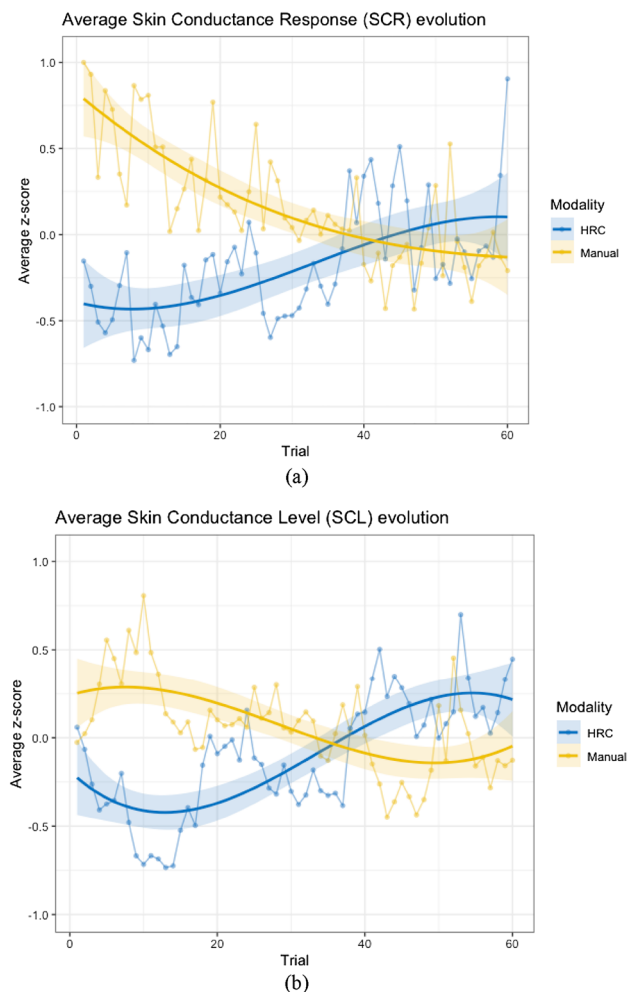 Average Skin Conductance Response (SCR) evolution
1.0
0.5
0.0
-0.5
-1.0
Average z-score
0
20
40
60
Trial
Modality
HRC
Manual
(a)
Average Skin Conductance Level (SCL) evolution
1.0
0.5
0.0
-0.5
-1.0
Average z-score
0
20
40
60
Trial
Modality
HRC
Manual
(b)